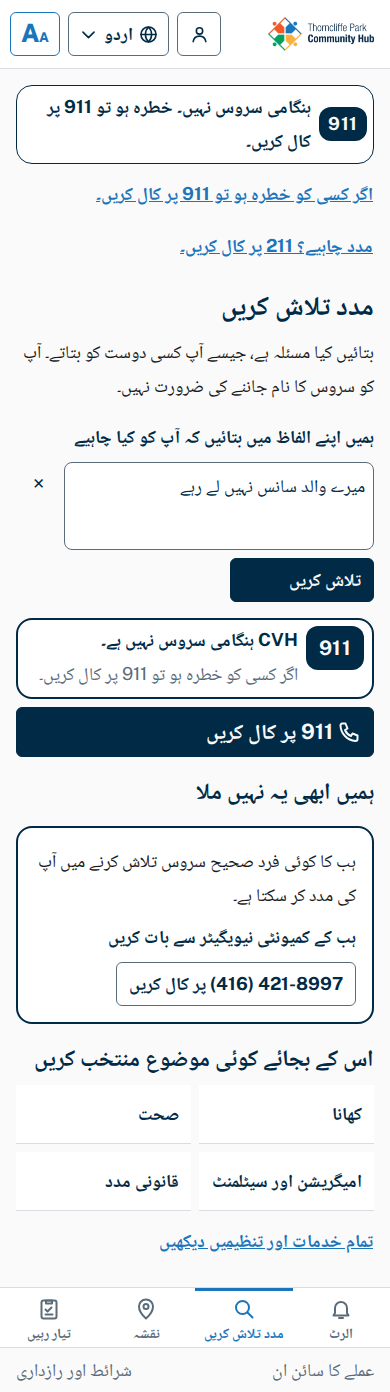 Thorncliffe Park
Community Hub
اردو
AA
911
ہنگامی سروس نہیں۔ خطرہ ہو تو 911 پر
کال کریں۔
اگر کسی کو خطرہ ہو تو 911 پر کال کریں۔
مدد چاہیے؟ 211 پر کال کریں۔
مدد تلاش کریں
بتائیں کیا مسئلہ ہے، جیسے آپ کسی دوست کو بتاتے۔ آپ
کو سروس کا نام جاننے کی ضرورت نہیں۔
ہمیں اپنے الفاظ میں بتائیں کہ آپ کو کیا چاہیے
میرے والد سانس نہیں لے رہے
×
تلاش کریں
911
CVH ہنگامی سروس نہیں ہے۔
اگر کسی کو خطرہ ہو تو 911 پر کال کریں۔
911 پر کال کریں
ہمیں ابھی یہ نہیں ملا
ہب کا کوئی فرد صحیح سروس تلاش کرنے میں آپ
کی مدد کر سکتا ہے۔
ہب کے کمیونٹی نیویگیٹر سے بات کریں
(416) 421-8997 پر کال کریں
اس کے بجائے کوئی موضوع منتخب کریں
کھانا
صحت
امیگریشن اور سیٹلمنٹ
قانونی مدد
تمام خدمات اور تنظیمیں دیکھیں
الرٹ
مدد تلاش کریں
نقشہ
تیار رہیں
عملے کا سائن ان
شرائط اور رازداری